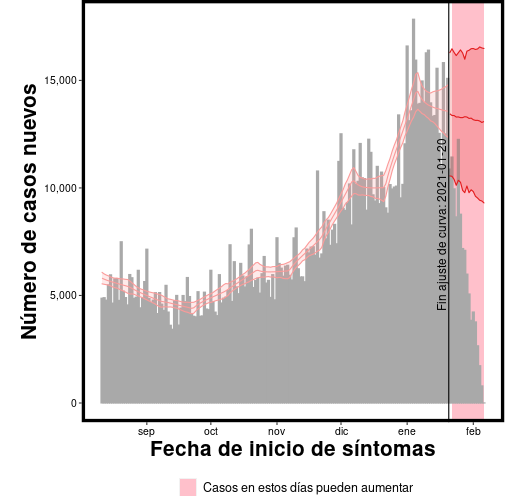 Número de casos nuevos
15,000
10,000
5,000
0
Fin ajuste de curva: 2021-01-20
sep oct nov dic ene feb
Fecha de inicio de síntomas
Casos en estos días pueden aumentar